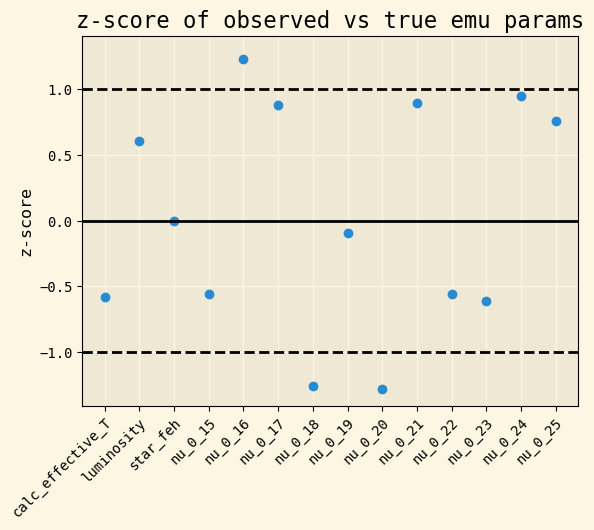 z-score of observed vs true emu params
z-score
1.0
0.5
0.0
−0.5
−1.0
calc_effective_T
luminosity
star_feh
nu_0_15
nu_0_16
nu_0_17
nu_0_18
nu_0_19
nu_0_20
nu_0_21
nu_0_22
nu_0_23
nu_0_24
nu_0_25